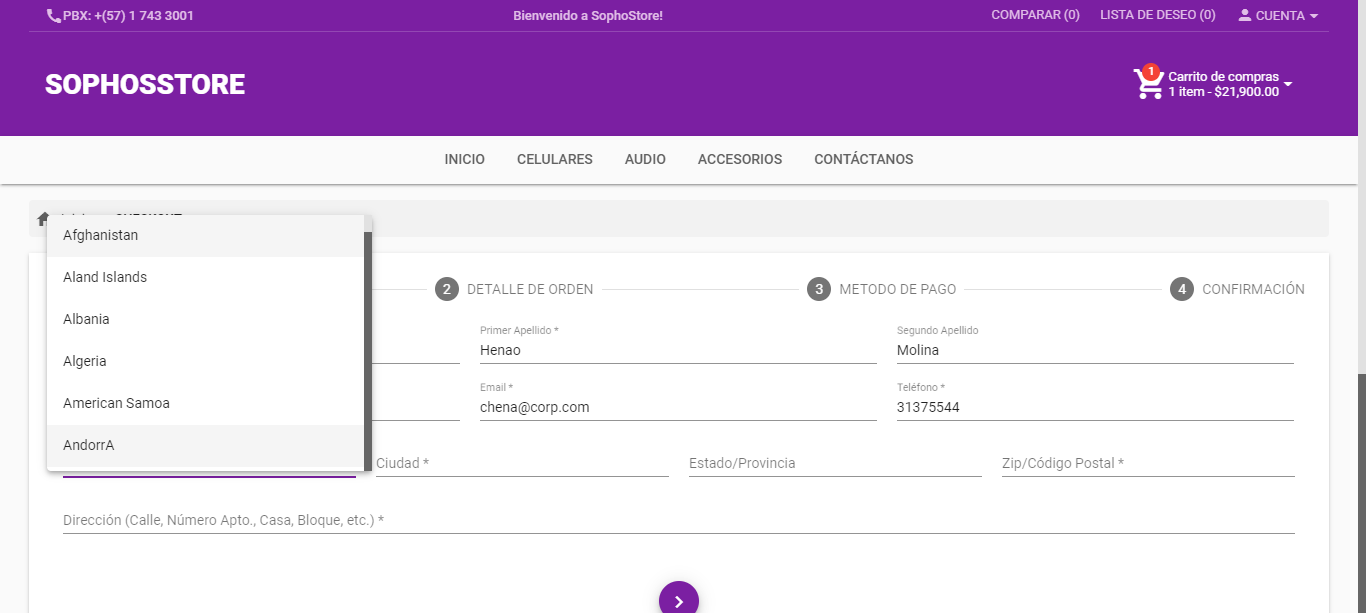 PBX: +(57) 1 743 3001
Bienvenido a SophoStore!
COMPARAR (0)
LISTA DE DESEO (0)
CUENTA
SOPHOSSTORE
1
Carrito de compras
1 item - $21,900.00
INICIO
CELULARES
AUDIO
ACCESORIOS
CONTÁCTANOS
CHECKOUT
Afghanistan
Aland Islands
Albania
Algeria
American Samoa
AndorrA
2 DETALLE DE ORDEN
3 METODO DE PAGO
4 CONFIRMACIÓN
Primer Apellido *
Henao
Segundo Apellido
Molina
Email *
chena@corp.com
Teléfono *
31375544
Ciudad *
Estado/Provincia
Zip/Código Postal *
Dirección (Calle, Número Apto., Casa, Bloque, etc.) *